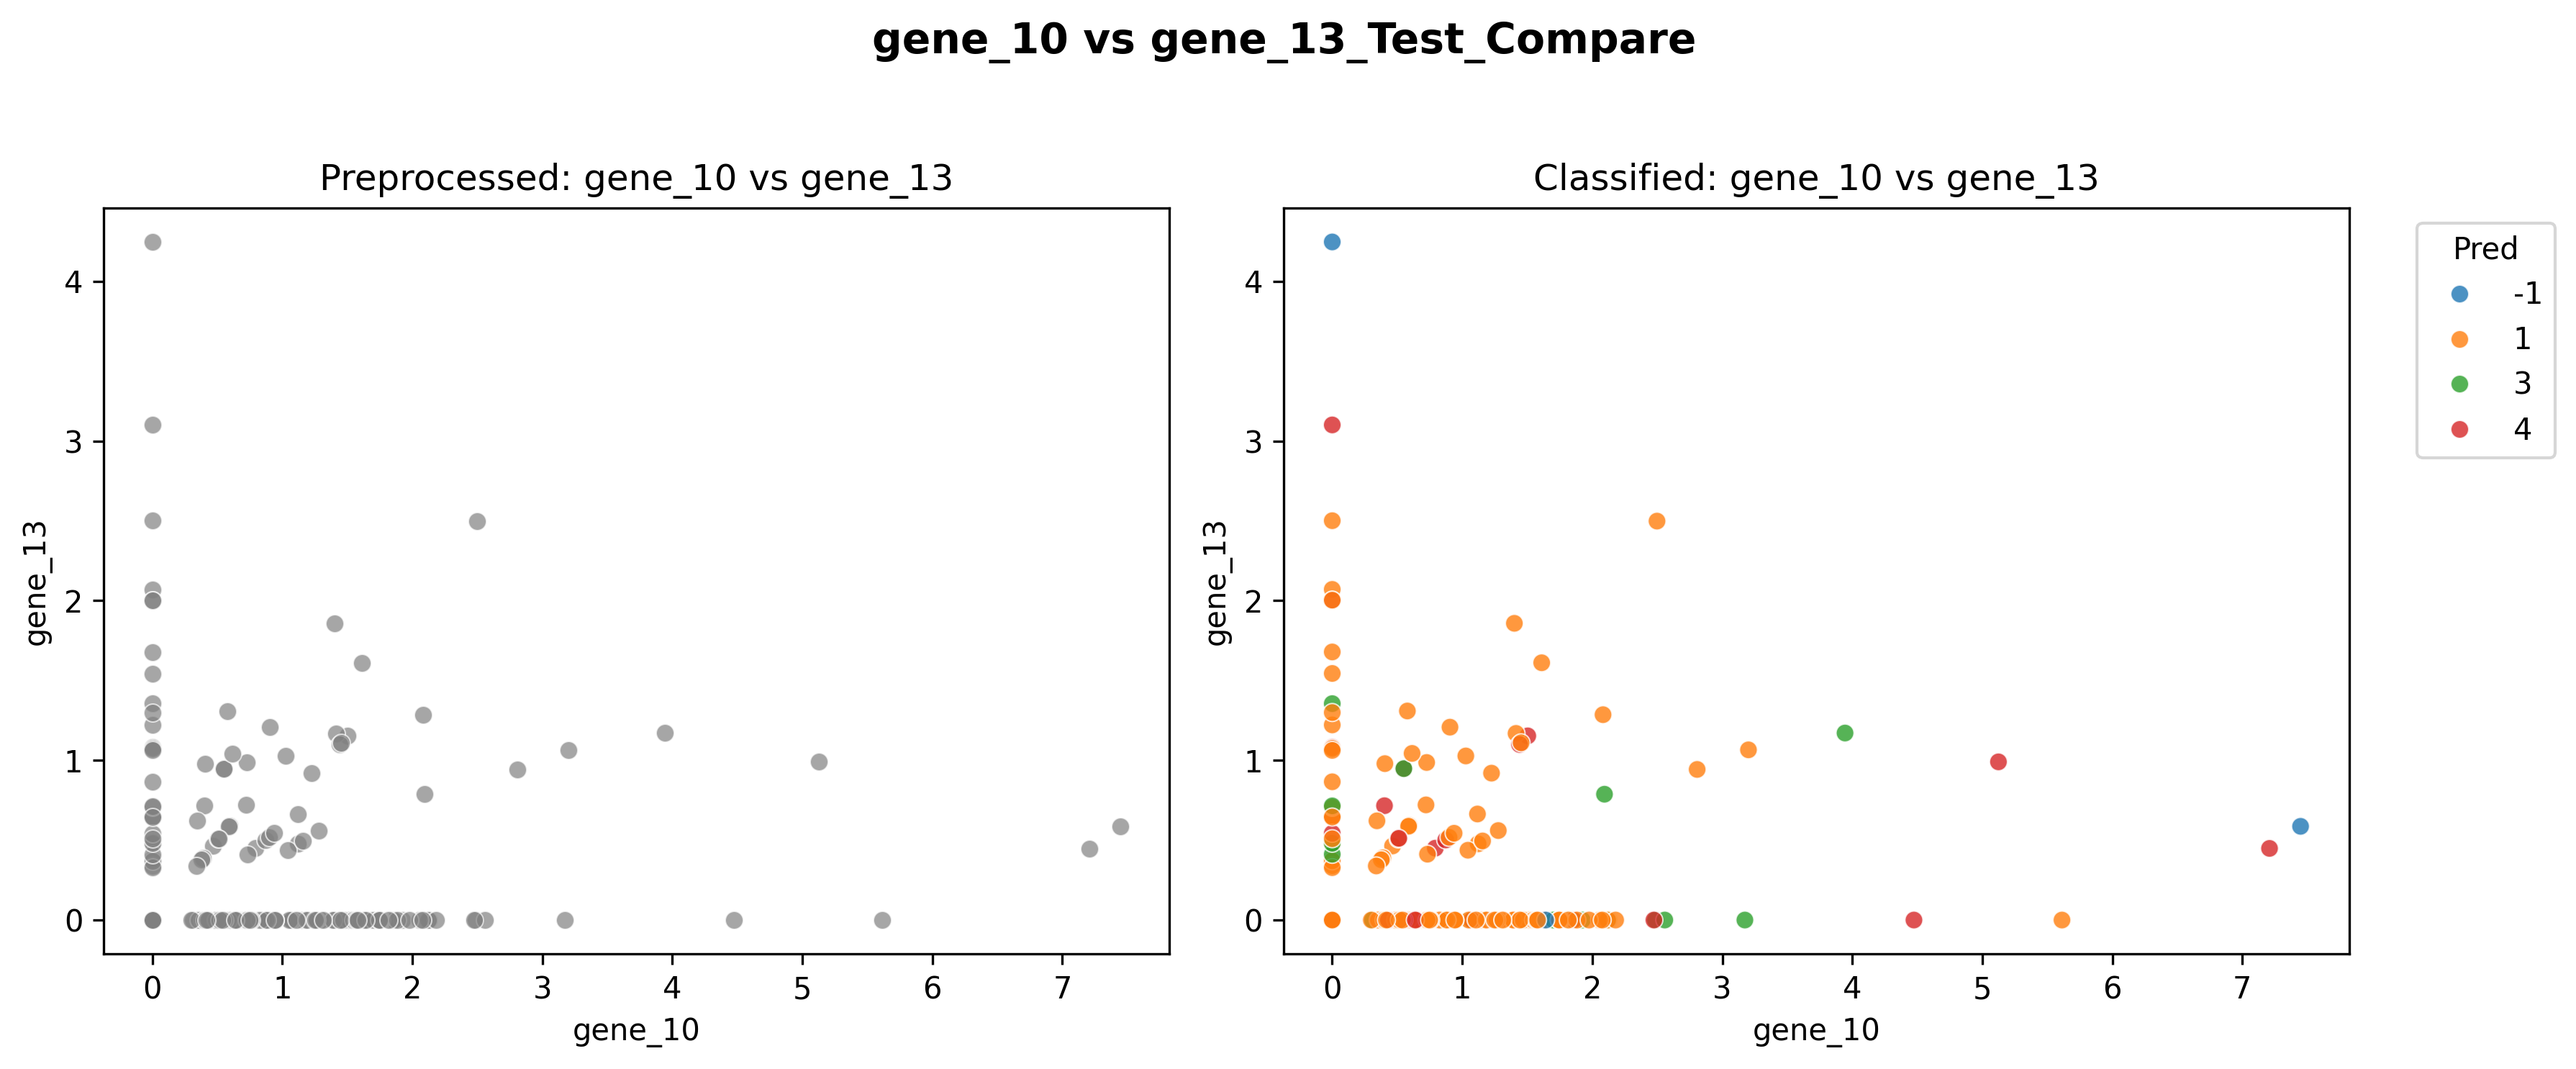 gene_10 vs gene_13_Test_Compare
Preprocessed: gene_10 vs gene_13
4
3
2
1
0
gene_13
0 1 2 3 4 5 6 7
gene_10
Classified: gene_10 vs gene_13
4
3
2
1
0
gene_13
0 1 2 3 4 5 6 7
gene_10
Pred
-1
1
3
4